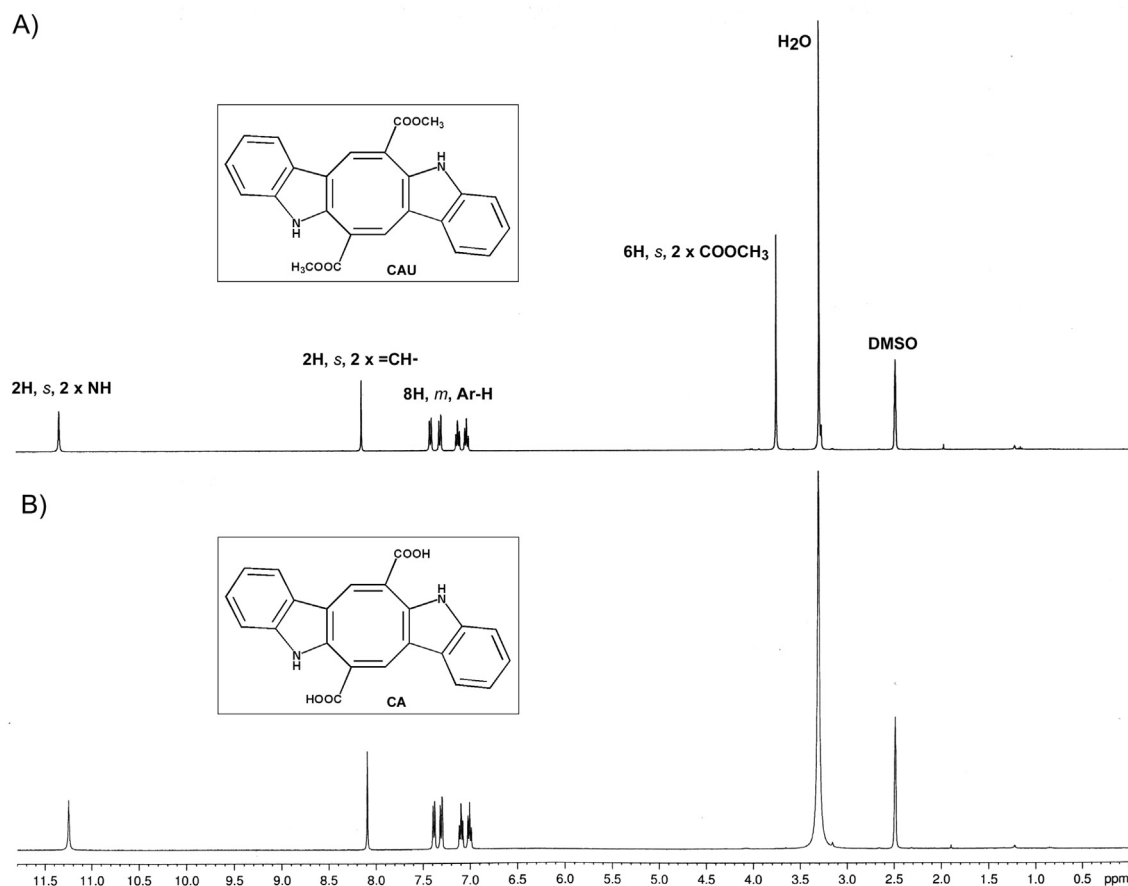 A)
H₂O
COOCH₃
H
N
N
H
H₃COOC
CAU
6H, s, 2 x COOCH₃
DMSO
2H, s, 2 x =CH-
2H, s, 2 x NH
8H, m, Ar-H
B)
COOH
H
N
N
H
HOOC
CA
11.5 11.0 10.5 10.0 9.5 9.0 8.5 8.0 7.5 7.0 6.5 6.0 5.5 5.0 4.5 4.0 3.5 3.0 2.5 2.0 1.5 1.0 0.5 ppm